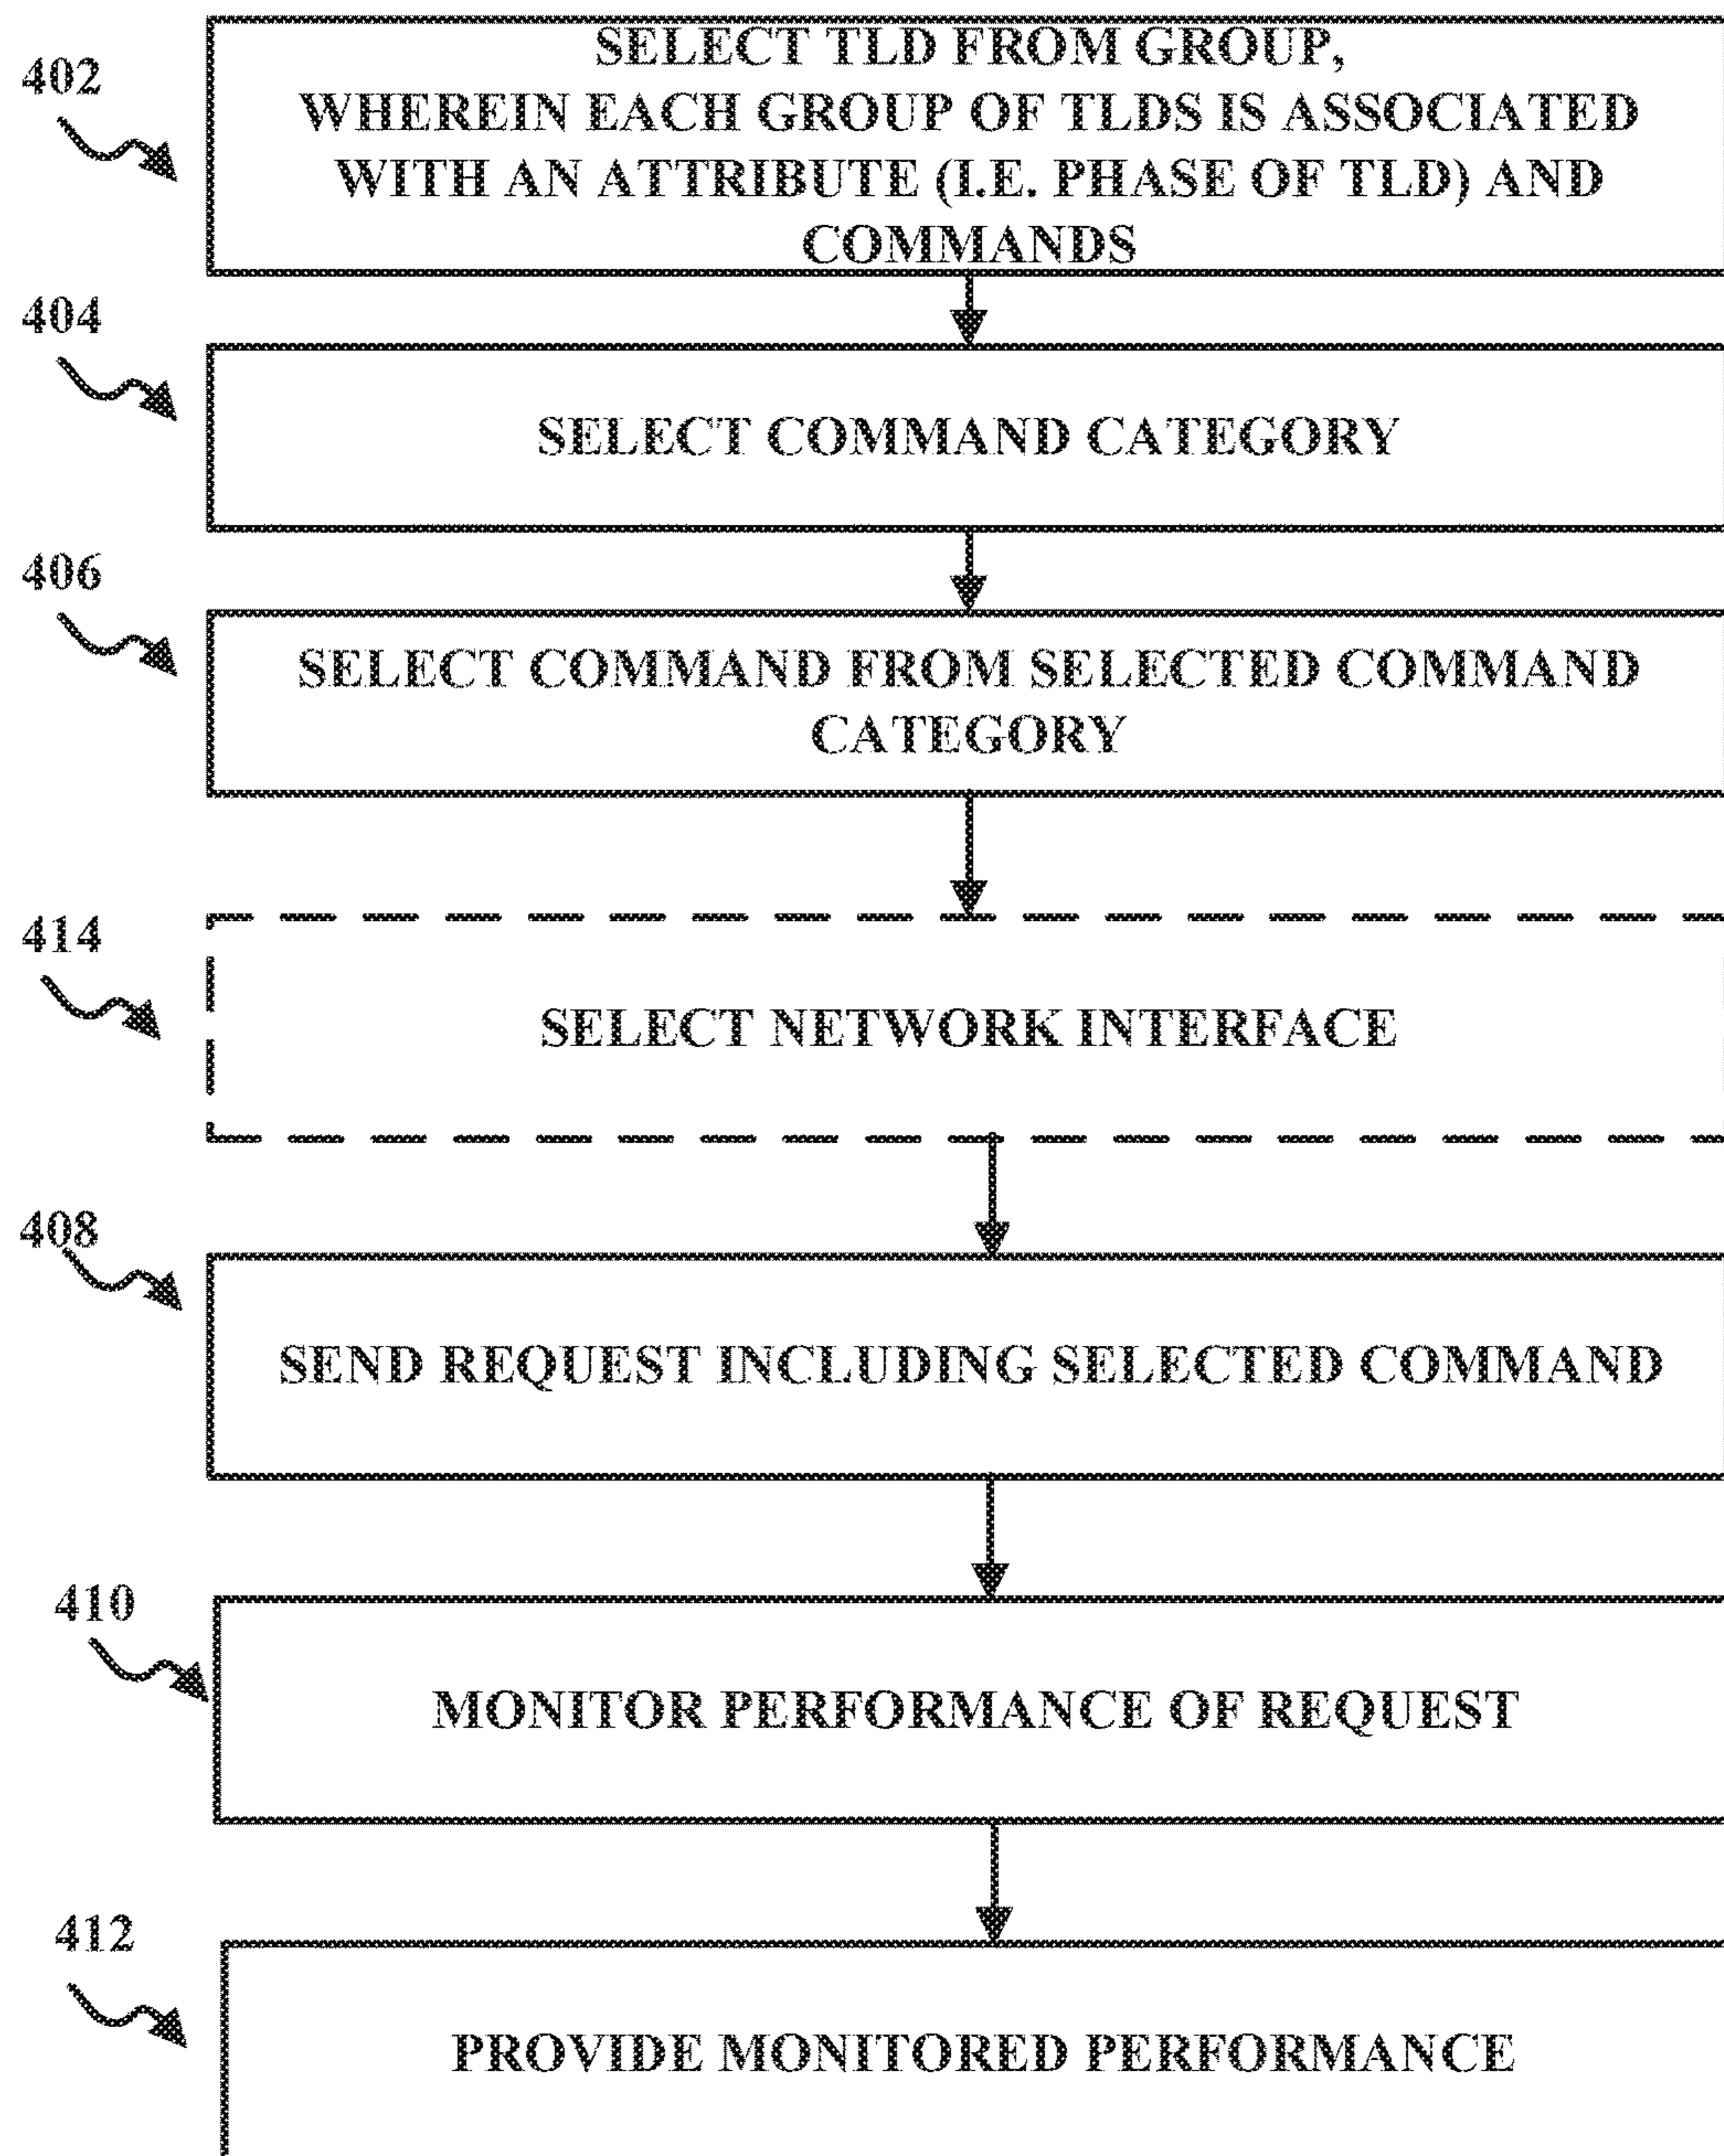 402
SELECT TLD FROM GROUP,
WHEREIN EACH GROUP OF TLDS IS ASSOCIATED
WITH AN ATTRIBUTE (I.E. PHASE OF TLD) AND
COMMANDS
404
SELECT COMMAND CATEGORY
406
SELECT COMMAND FROM SELECTED COMMAND
CATEGORY
414
SELECT NETWORK INTERFACE
408
SEND REQUEST INCLUDING SELECTED COMMAND
410
MONITOR PERFORMANCE OF REQUEST
412
PROVIDE MONITORED PERFORMANCE